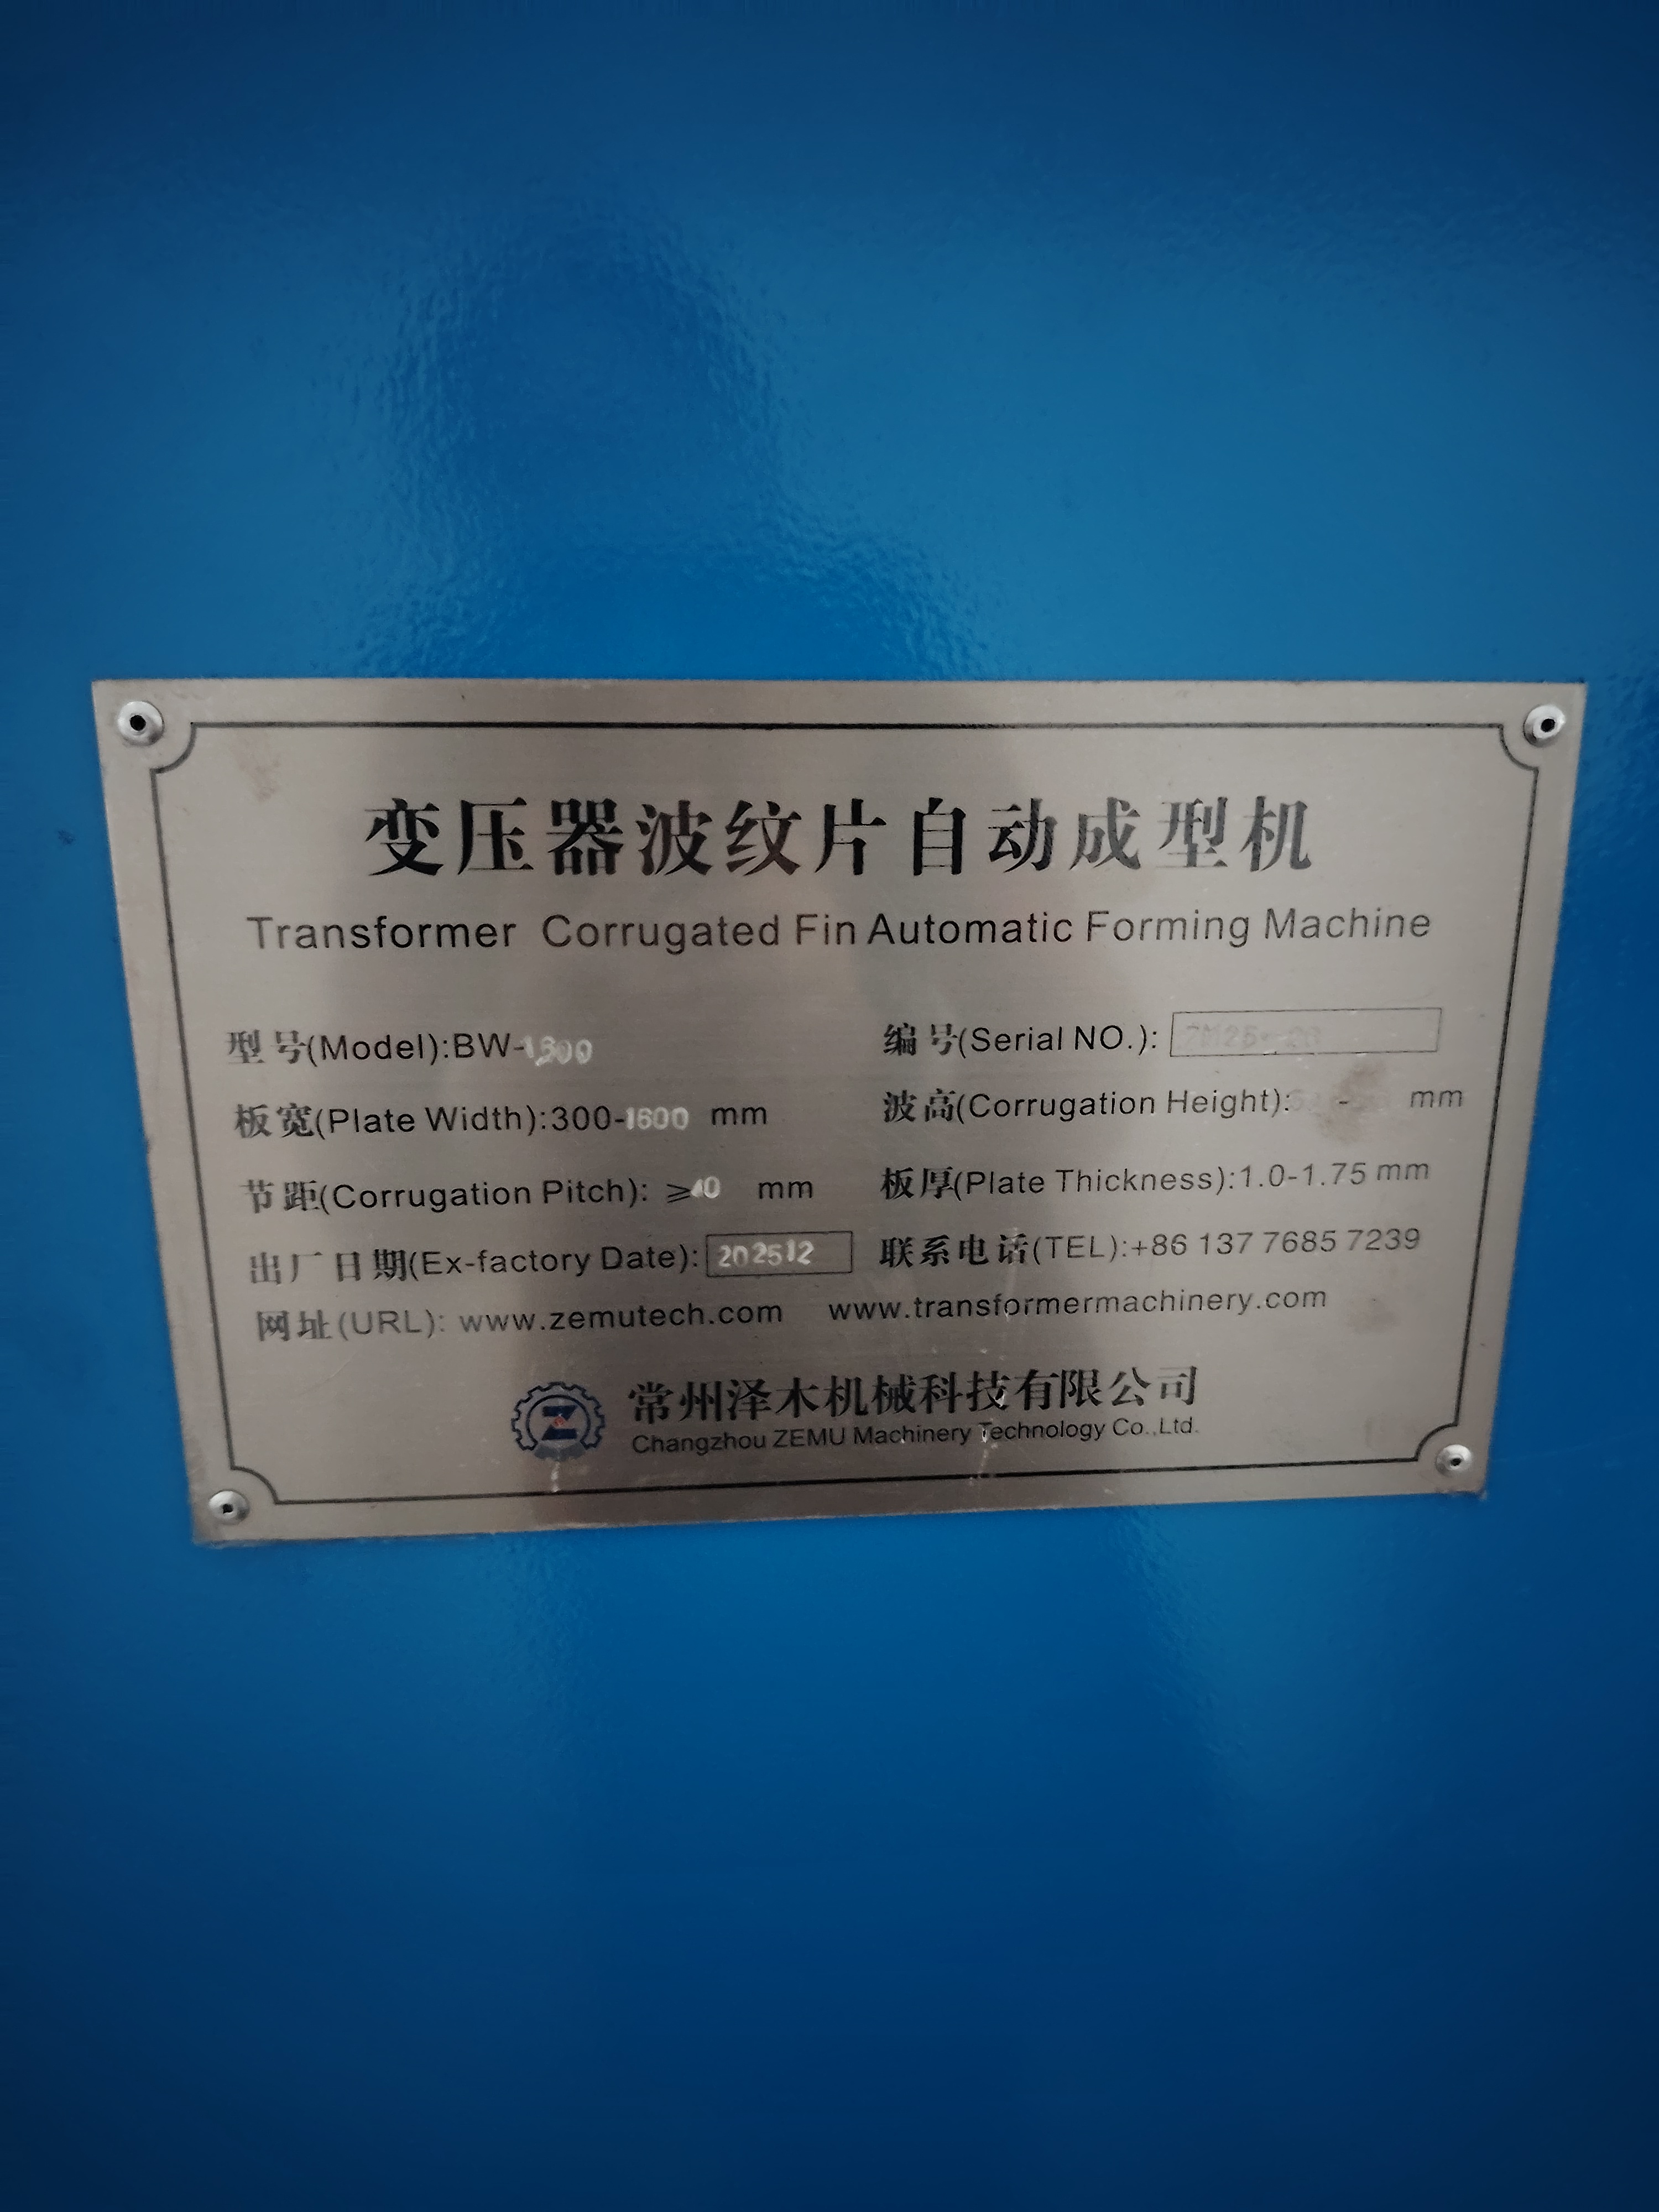 变压器波纹片自动成型机
Transformer Corrugated Fin Automatic Forming Machine
型号(Model):BW-1300 编号(Serial NO.):
板宽(Plate Width):300-1600 mm 波高(Corrugation Height): - mm
节距(Corrugation Pitch): ≥40 mm 板厚(Plate Thickness):1.0-1.75 mm
出厂日期(Ex-factory Date): 202512 联系电话(TEL):+86 137 7685 7239
网址(URL): www.zemutech.com www.transformermachinery.com
常州泽木机械科技有限公司
Changzhou ZEMU Machinery Technology Co.,Ltd.